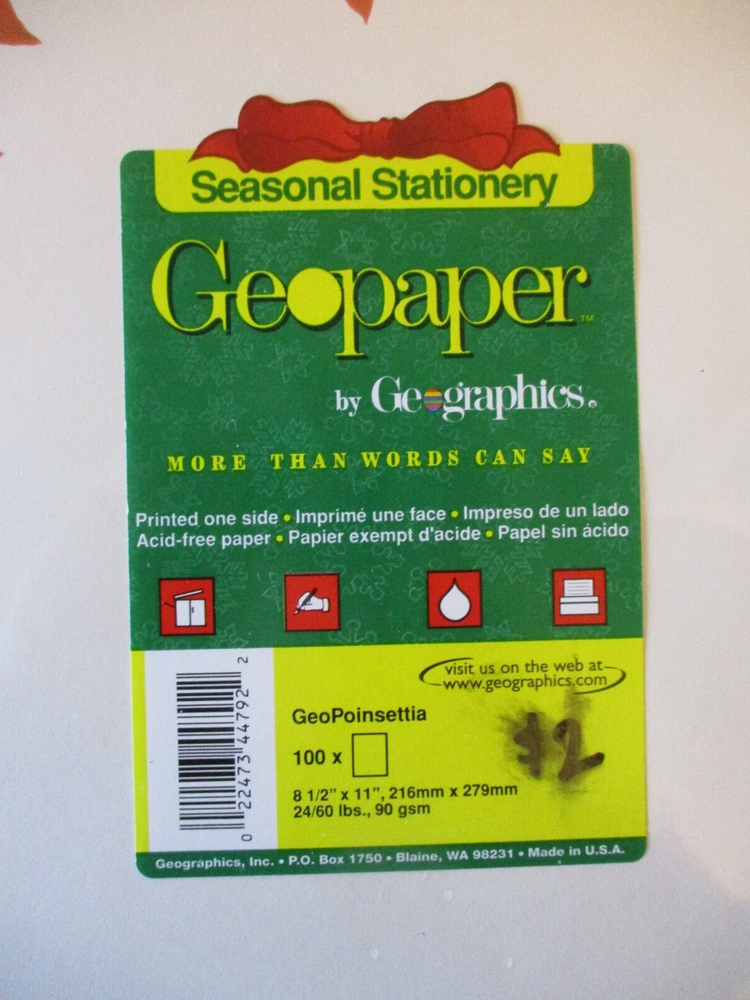 Seasonal Stationery
Geopaper™
by Geographics®
MORE THAN WORDS CAN SAY
Printed one side • Imprimé une face • Impreso de un lado
Acid-free paper • Papier exempt d'acide • Papel sin ácido
visit us on the web at
www.geographics.com
GeoPoinsettia
100 x
$2
8 1/2" x 11", 216mm x 279mm
24/60 lbs., 90 gsm
0 22473 44792 2
Geographics, Inc. • P.O. Box 1750 • Blaine, WA 98231 • Made in U.S.A.